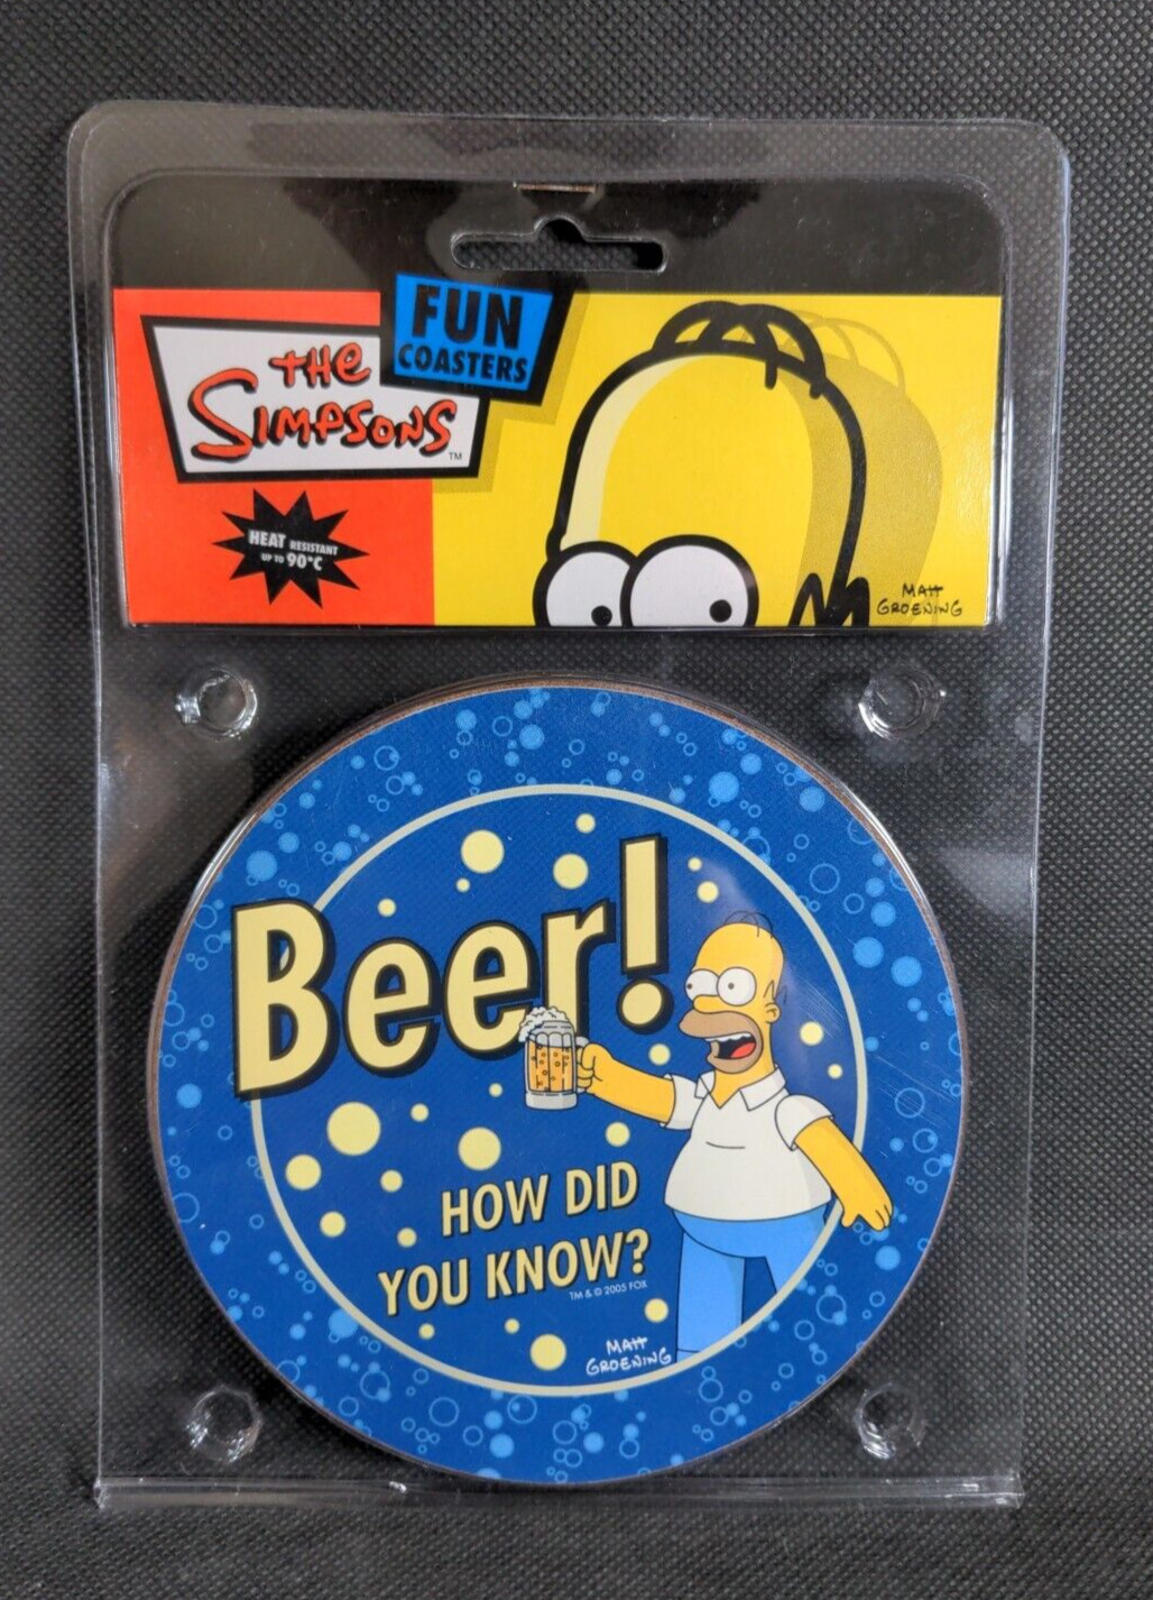 FUN
COASTERS
THE
SIMPSONS
TM
HEAT RESISTANT
UP TO 90°C
MATT
GROENING
Beer!
HOW DID
YOU KNOW?
TM & © 2005 FOX
MATT
GROENING